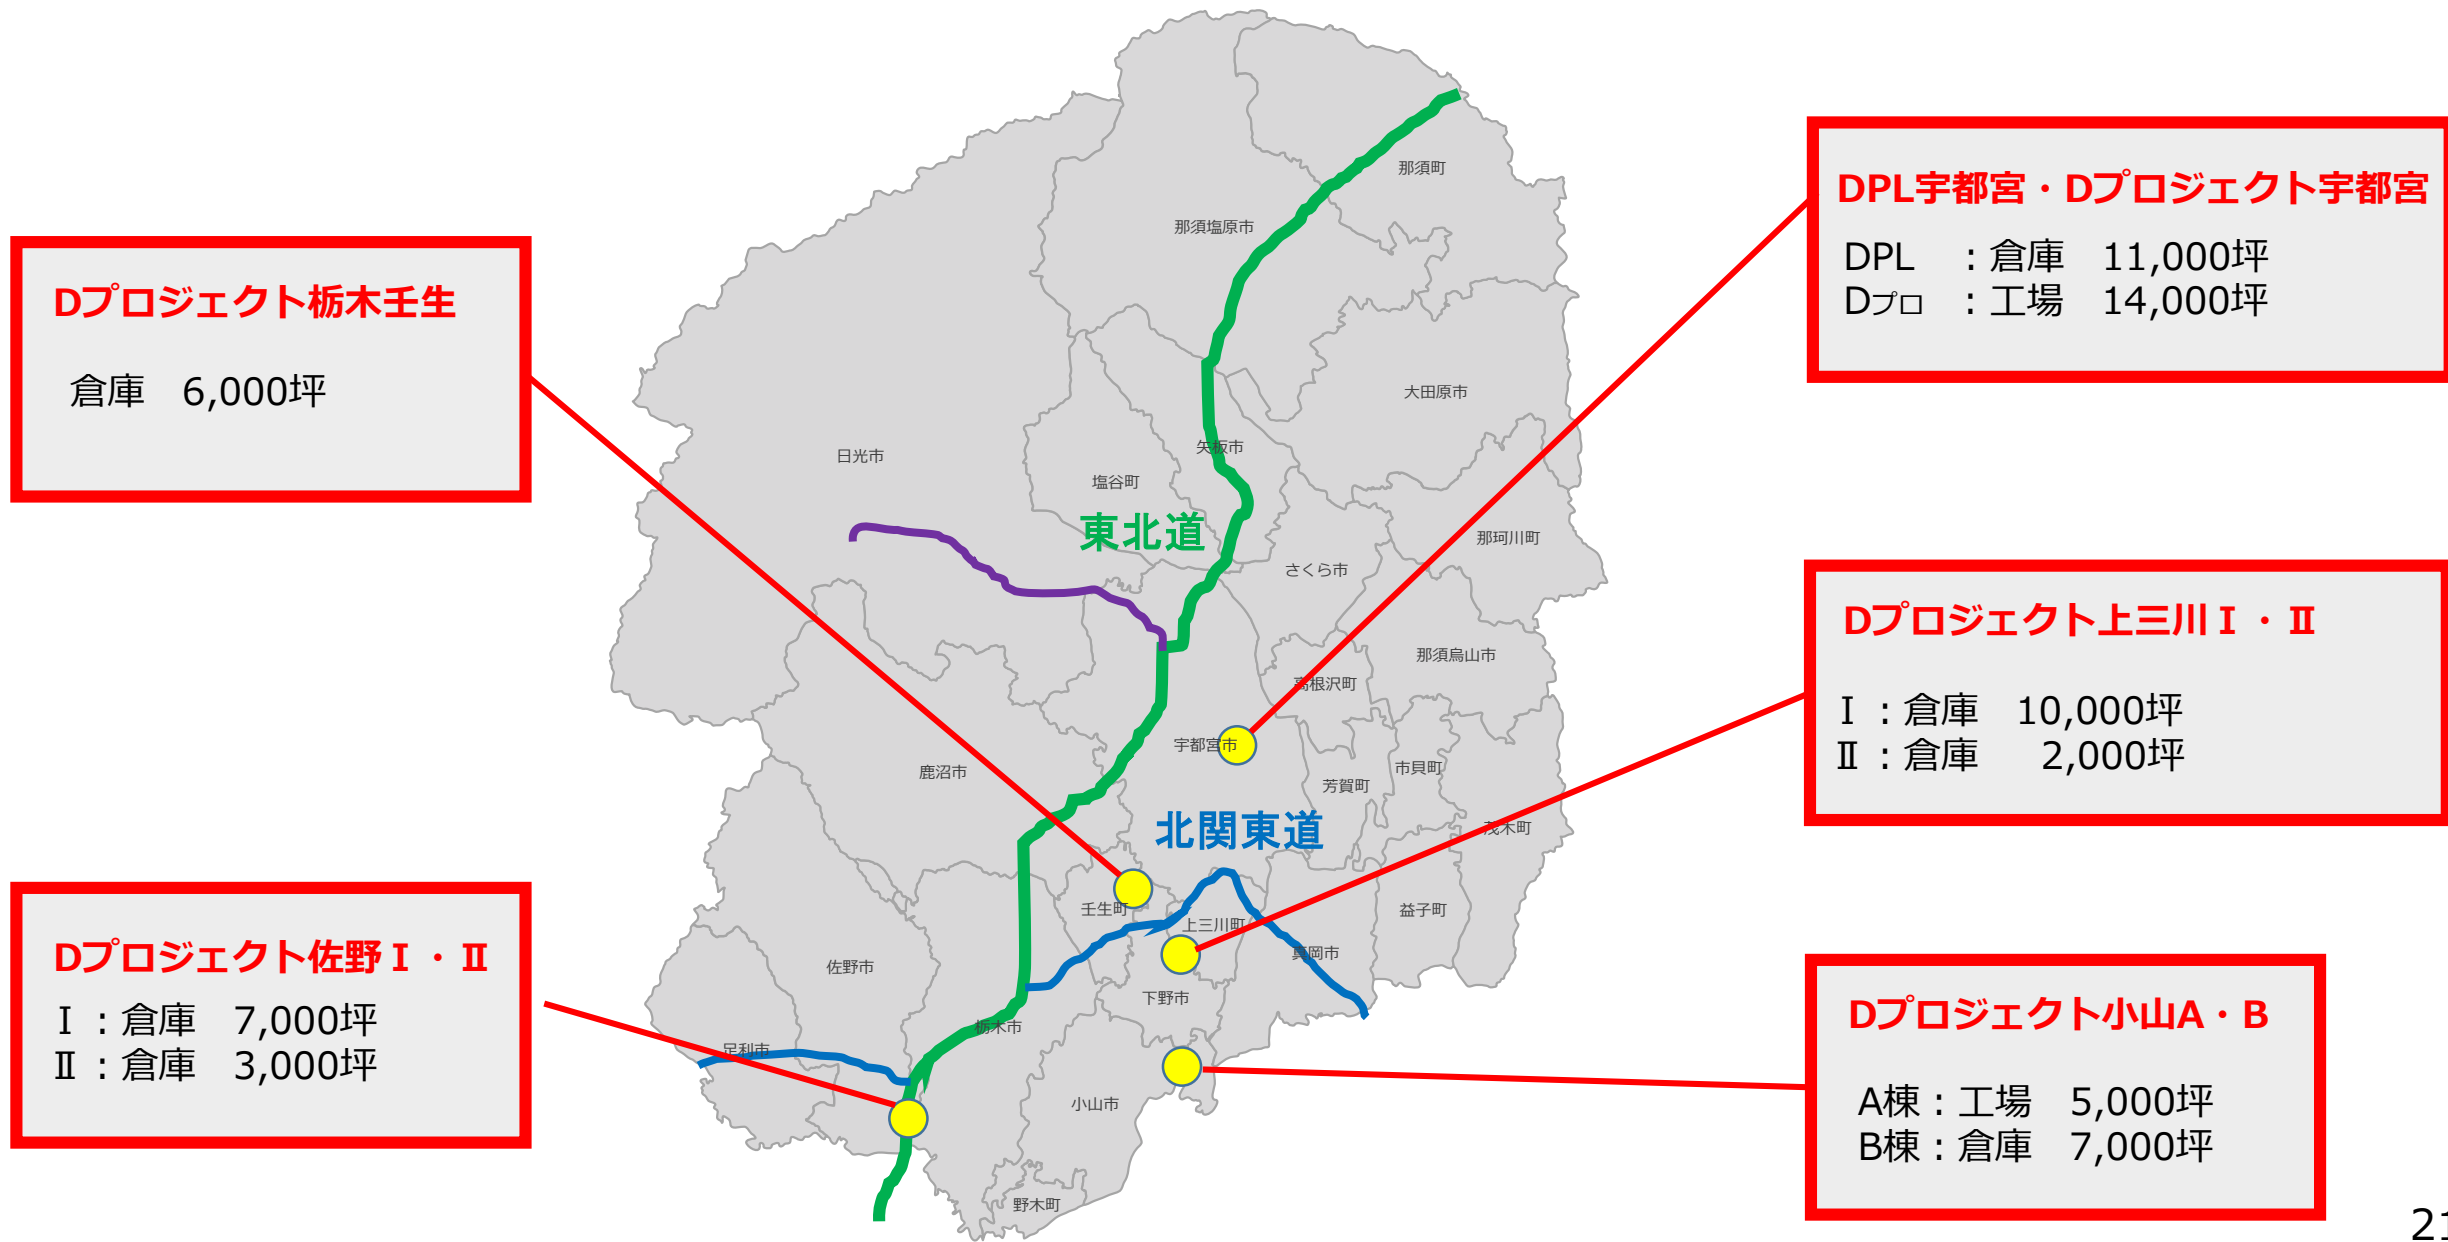 Dプロジェクト栃木壬生
倉庫　6,000坪
Dプロジェクト佐野Ⅰ・Ⅱ
Ⅰ：倉庫　7,000坪
Ⅱ：倉庫　3,000坪
那須町
那須塩原市
大田原市
矢板市
日光市
塩谷町
東北道
那珂川町
さくら市
那須烏山市
高根沢町
宇都宮市
鹿沼市
市貝町
芳賀町
北関東道
茂木町
壬生町
益子町
上三川町
真岡市
佐野市
下野市
栃木市
足利市
小山市
野木町
DPL宇都宮・Dプロジェクト宇都宮
DPL　：倉庫　11,000坪
Dプロ　：工場　14,000坪
Dプロジェクト上三川Ⅰ・Ⅱ
Ⅰ：倉庫　10,000坪
Ⅱ：倉庫　2,000坪
Dプロジェクト小山A・B
A棟：工場　5,000坪
B棟：倉庫　7,000坪
21